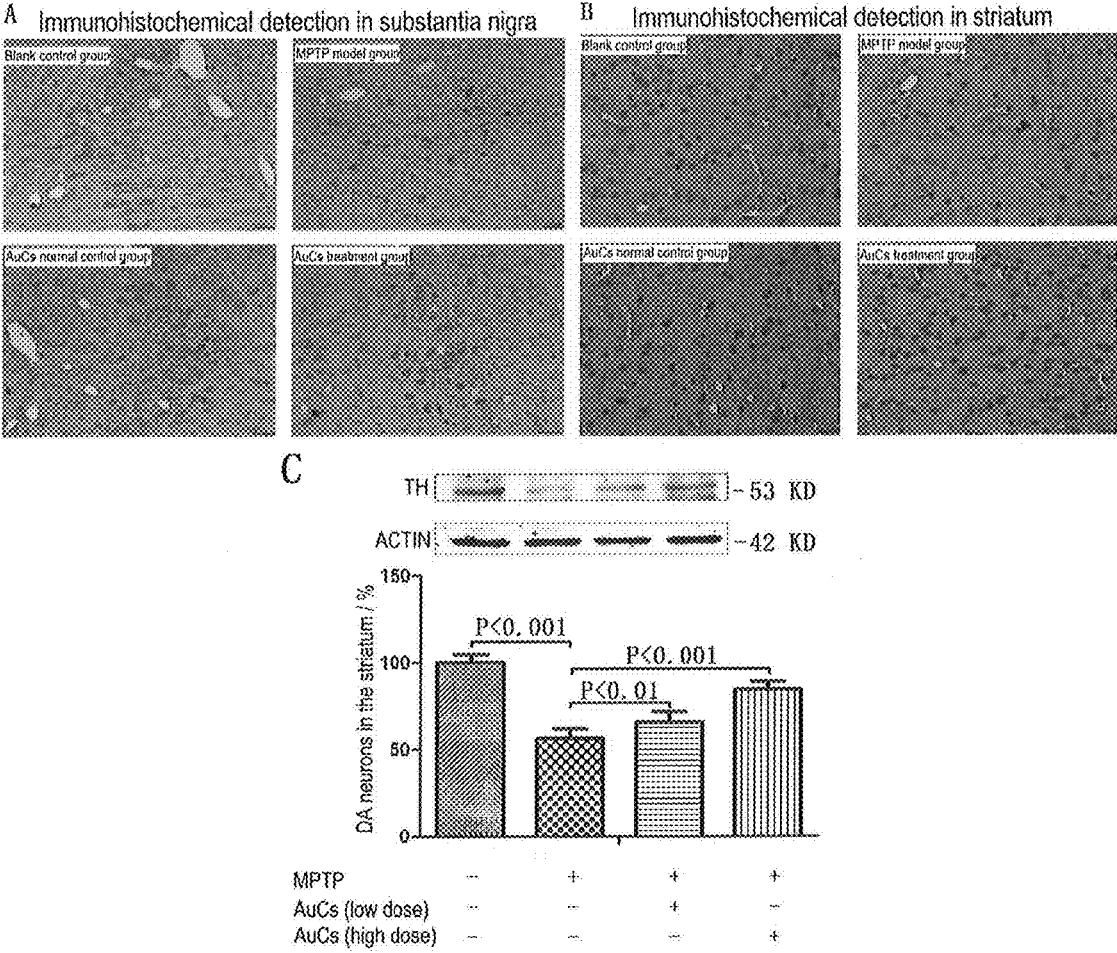 A Immunohistochemical detection in substantia nigra
B Immunohistochemical detection in striatum
Blank control group
MPTP model group
Blank control group
MPTP model group
AuCs normal control group
AuCs treatment group
AuCs normal control group
AuCs treatment group
C
TH
-53 KD
ACTIN
-42 KD
DA neurons in the striatum / %
150
100
50
0
P<0.001
P<0.001
P<0.01
MPTP - + + +
AuCs (low dose) - - + -
AuCs (high dose) - - - +